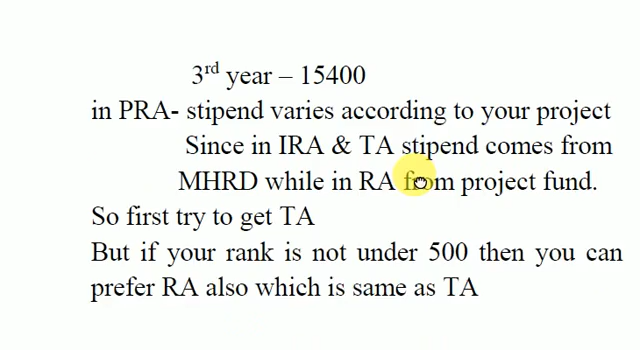 3rd year – 15400
in PRA- stipend varies according to your project
Since in IRA & TA stipend comes from
MHRD while in RA from project fund.
So first try to get TA
But if your rank is not under 500 then you can
prefer RA also which is same as TA